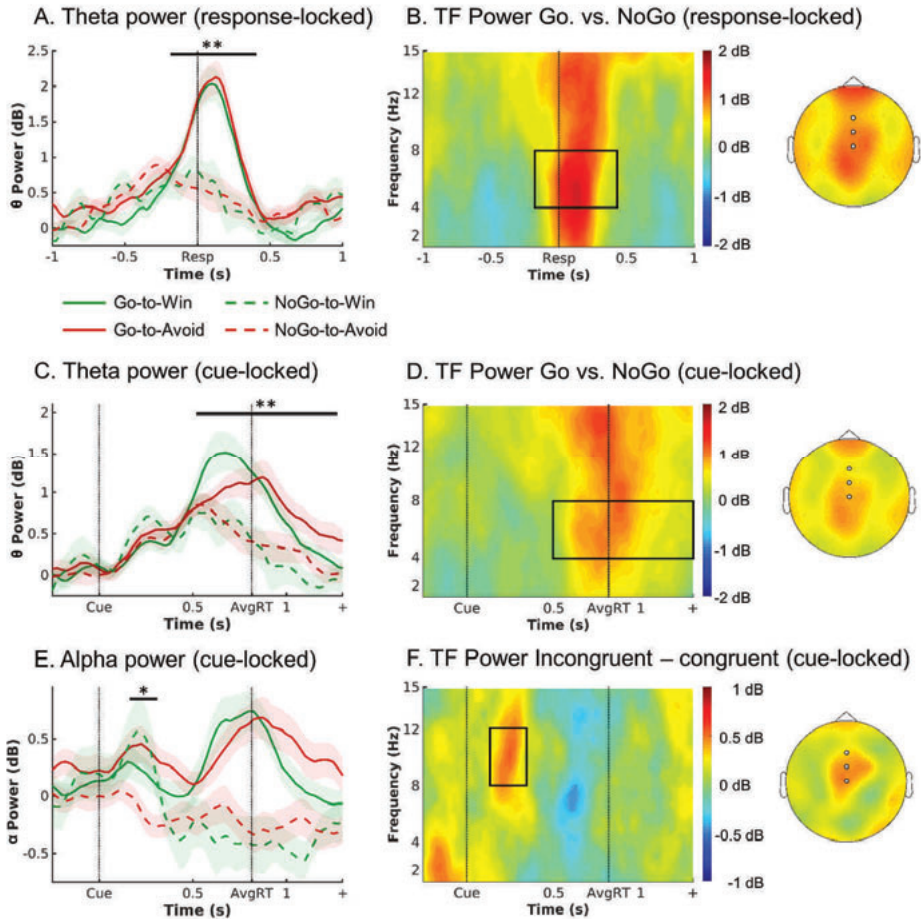 A. Theta power (response-locked)
B. TF Power Go. vs. NoGo (response-locked)
**
2.5
2
1.5
1
0.5
0
θ Power (dB)
-1
-0.5
Resp
0.5
1
Time (s)
15
12
8
4
2
Frequency (Hz)
-1
-0.5
Resp
0.5
1
Time (s)
2 dB
1 dB
0 dB
-1 dB
-2 dB
Go-to-Win
NoGo-to-Win
Go-to-Avoid
NoGo-to-Avoid
C. Theta power (cue-locked)
D. TF Power Go vs. NoGo (cue-locked)
**
2
1.5
1
0.5
0
θ Power (dB)
Cue
0.5
AvgRT
1
+
Time (s)
15
12
8
4
2
Frequency (Hz)
Cue
0.5
AvgRT
1
+
Time (s)
2 dB
1 dB
0 dB
-1 dB
-2 dB
E. Alpha power (cue-locked)
F. TF Power Incongruent – congruent (cue-locked)
*
0.5
0
-0.5
α Power (dB)
Cue
0.5
AvgRT
1
+
Time (s)
15
12
8
4
2
Frequency (Hz)
Cue
0.5
AvgRT
1
+
Time (s)
1 dB
0.5 dB
0 dB
-0.5 dB
-1 dB